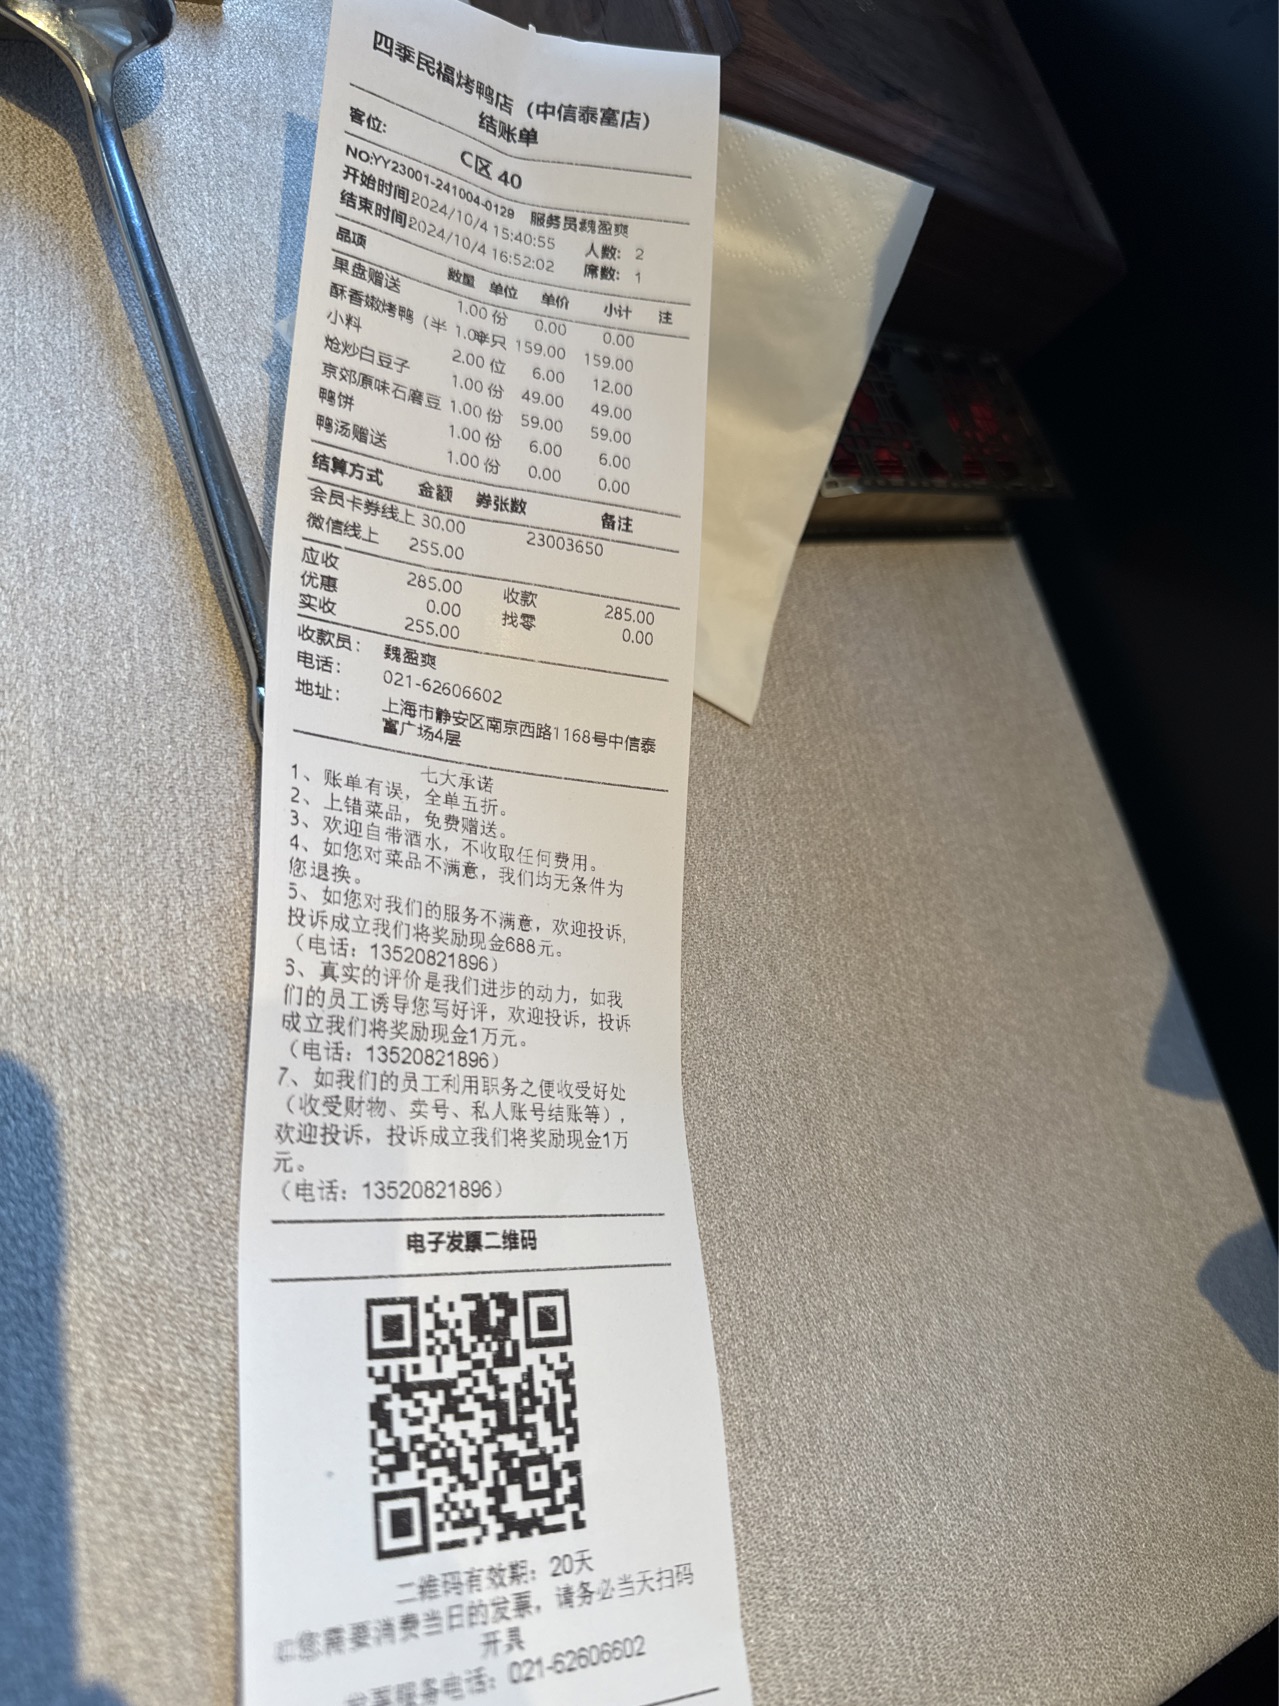 四季民福烤鸭店（中信泰富店）
结账单
客位： C区 40
NO:YY23001-241004-0129 服务员魏盈爽
开始时间2024/10/4 15:40:55 人数： 2
结束时间2024/10/4 16:52:02 席数： 1
品项 数量 单位 单价 小计 注
果盘赠送 1.00 份 0.00 0.00
酥香嫩烤鸭（半 1.0半只 159.00 159.00
小料 2.00 位 6.00 12.00
炝炒白豆子 1.00 份 49.00 49.00
京郊原味石磨豆 1.00 份 59.00 59.00
鸭饼 1.00 份 6.00 6.00
鸭汤赠送 1.00 份 0.00 0.00
结算方式 金额 券张数 备注
会员卡券线上 30.00 23003650
微信线上 255.00
应收 285.00 收款 285.00
优惠 0.00 找零 0.00
实收 255.00
收款员： 魏盈爽
电话： 021-62606602
地址： 上海市静安区南京西路1168号中信泰
富广场4层
七大承诺
1、账单有误，全单五折。
2、上错菜品，免费赠送。
3、欢迎自带酒水，不收取任何费用。
4、如您对菜品不满意，我们均无条件为
您退换。
5、如您对我们的服务不满意，欢迎投诉,
投诉成立我们将奖励现金688元。
（电话：13520821896）
6、真实的评价是我们进步的动力，如我
们的员工诱导您写好评，欢迎投诉，投诉
成立我们将奖励现金1万元。
（电话：13520821896）
7、如我们的员工利用职务之便收受好处
（收受财物、卖号、私人账号结账等），
欢迎投诉，投诉成立我们将奖励现金1万
元。
（电话：13520821896）
电子发票二维码
二维码有效期：20天
如您需要消费当日的发票，请务必当天扫码
开具
发票服务电话：021-62606602